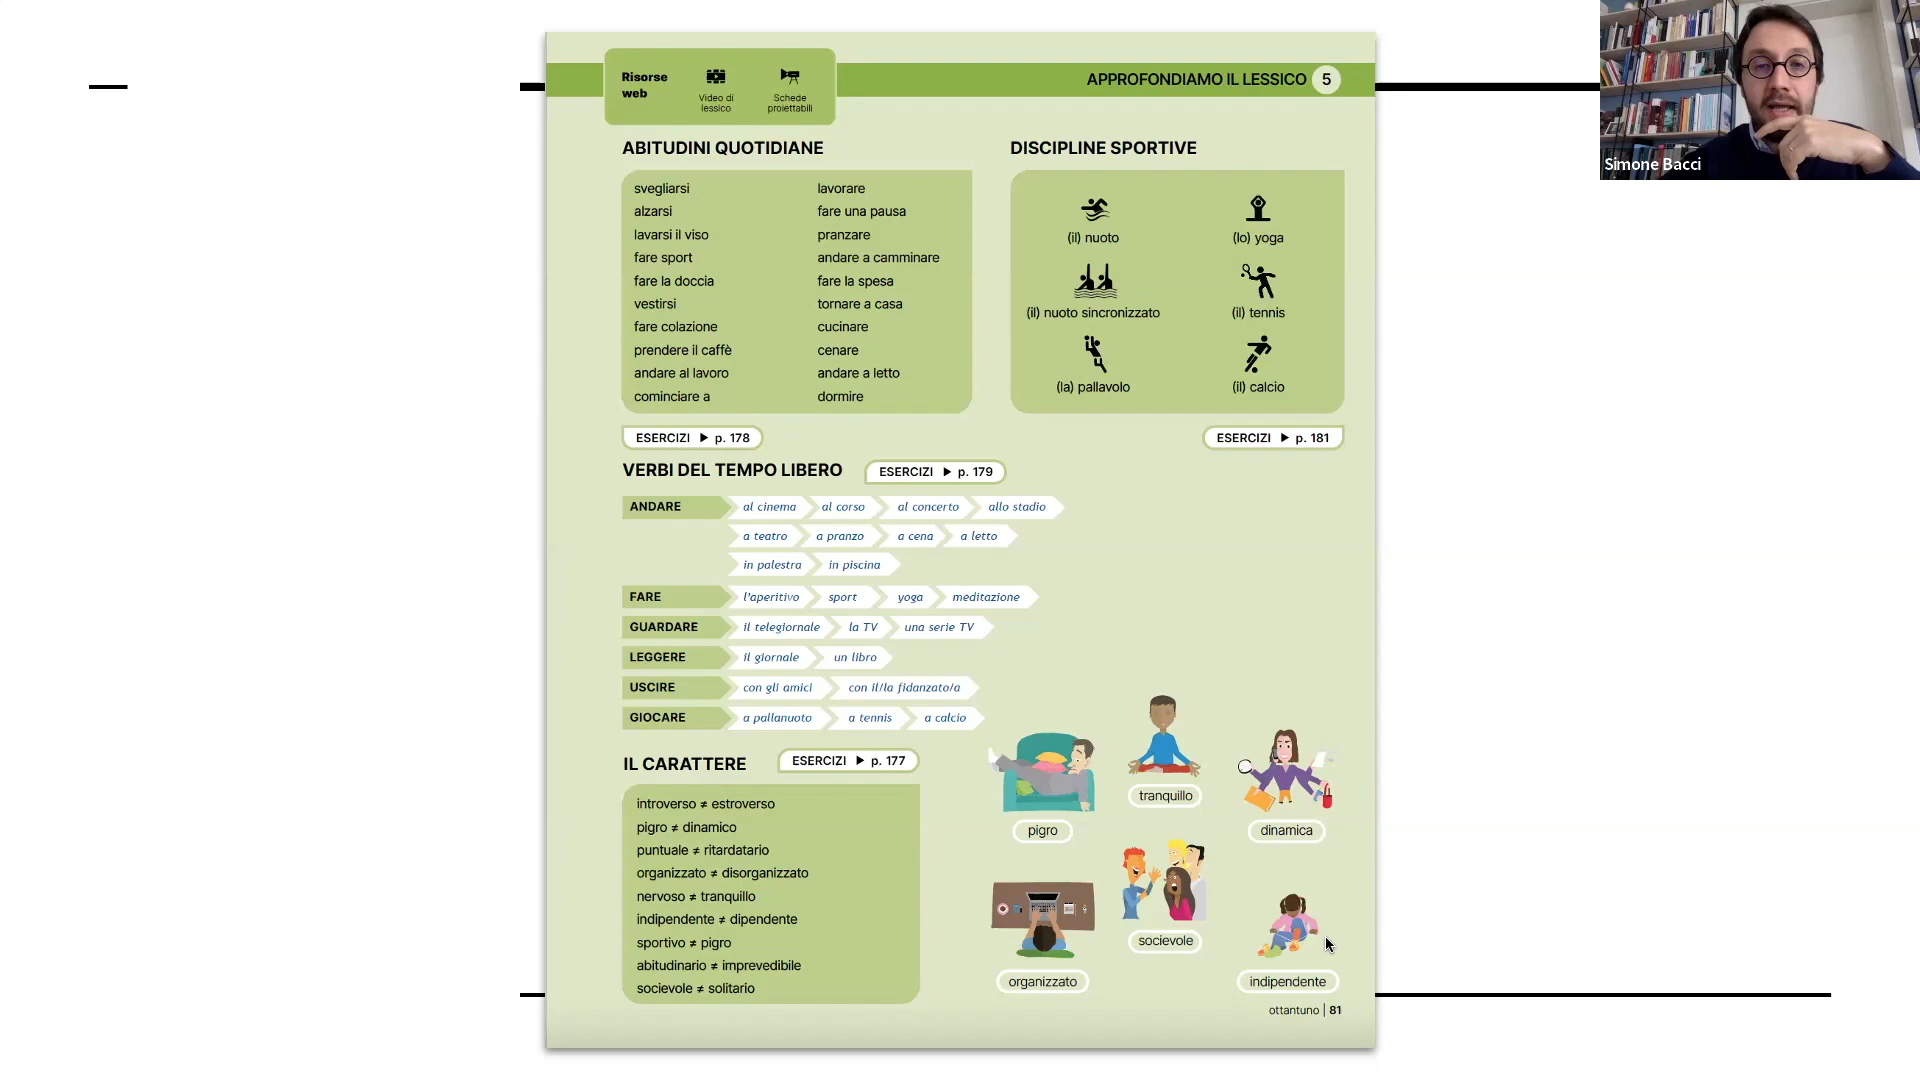 Risorse
web
Video di
lessico
Schede
proiettabili
APPROFONDIAMO IL LESSICO 5
ABITUDINI QUOTIDIANE
svegliarsi
alzarsi
lavarsi il viso
fare sport
fare la doccia
vestirsi
fare colazione
prendere il caffè
andare al lavoro
cominciare a
lavorare
fare una pausa
pranzare
andare a camminare
fare la spesa
tornare a casa
cucinare
cenare
andare a letto
dormire
ESERCIZI ▶ p. 178
DISCIPLINE SPORTIVE
(il) nuoto
(lo) yoga
(il) nuoto sincronizzato
(il) tennis
(la) pallavolo
(il) calcio
ESERCIZI ▶ p. 181
VERBI DEL TEMPO LIBERO
ESERCIZI ▶ p. 179
ANDARE al cinema al corso al concerto allo stadio
a teatro a pranzo a cena a letto
in palestra in piscina
FARE l'aperitivo sport yoga meditazione
GUARDARE il telegiornale la TV una serie TV
LEGGERE il giornale un libro
USCIRE con gli amici con il/la fidanzato/a
GIOCARE a pallanuoto a tennis a calcio
IL CARATTERE
ESERCIZI ▶ p. 177
introverso ≠ estroverso
pigro ≠ dinamico
puntuale ≠ ritardatario
organizzato ≠ disorganizzato
nervoso ≠ tranquillo
indipendente ≠ dipendente
sportivo ≠ pigro
abitudinario ≠ imprevedibile
socievole ≠ solitario
pigro
tranquillo
dinamica
organizzato
socievole
indipendente
ottantuno | 81
Simone Bacci